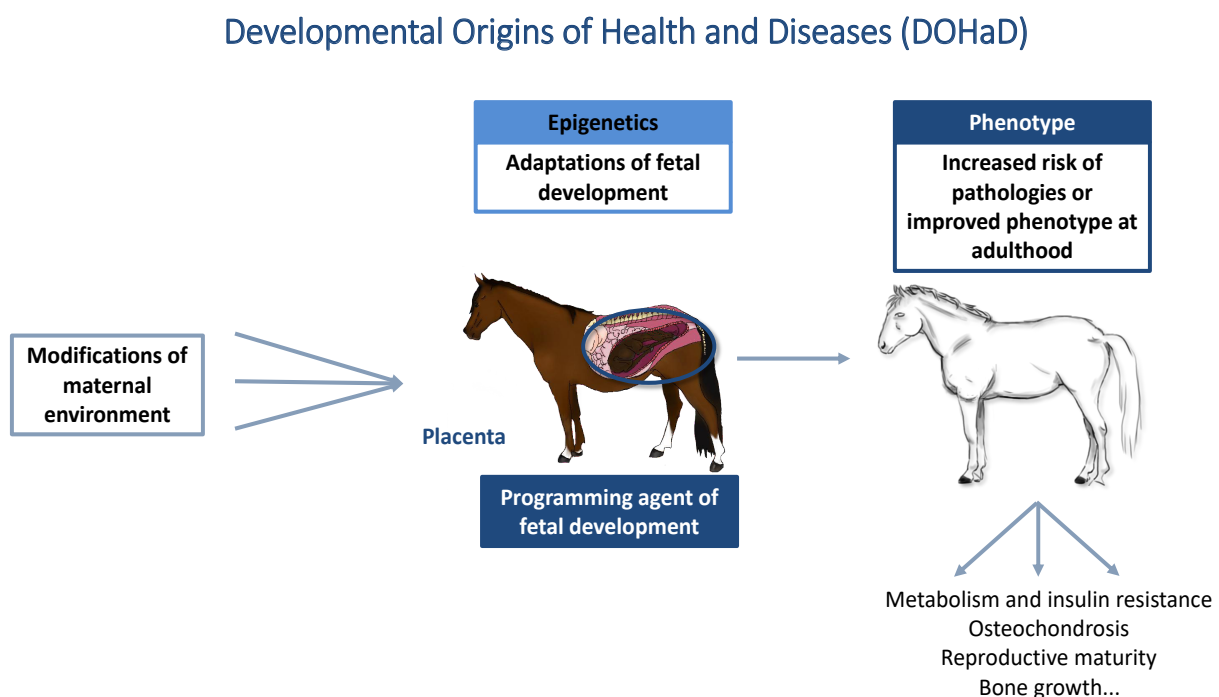 Developmental Origins of Health and Diseases (DOHaD)
Epigenetics
Adaptations of fetal
development
Phenotype
Increased risk of
pathologies or
improved phenotype at
adulthood
Modifications of
maternal
environment
Placenta
Programming agent of
fetal development
Metabolism and insulin resistance
Osteochondrosis
Reproductive maturity
Bone growth...